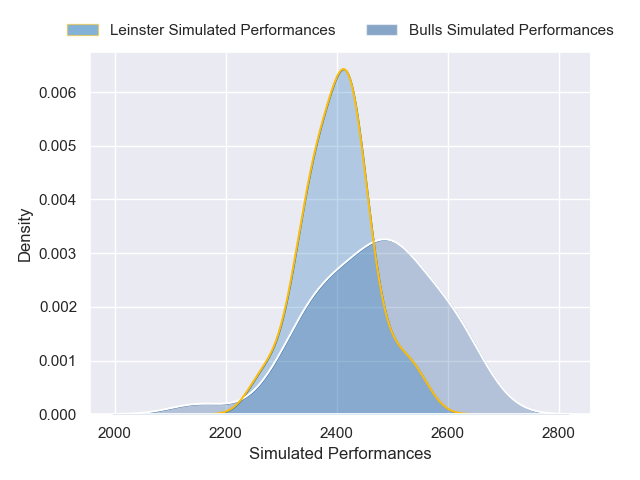 Leinster Simulated Performances Bulls Simulated Performances
0.006
0.005
0.004
0.003
0.002
0.001
0.000
Density
2000 2200 2400 2600 2800
Simulated Performances